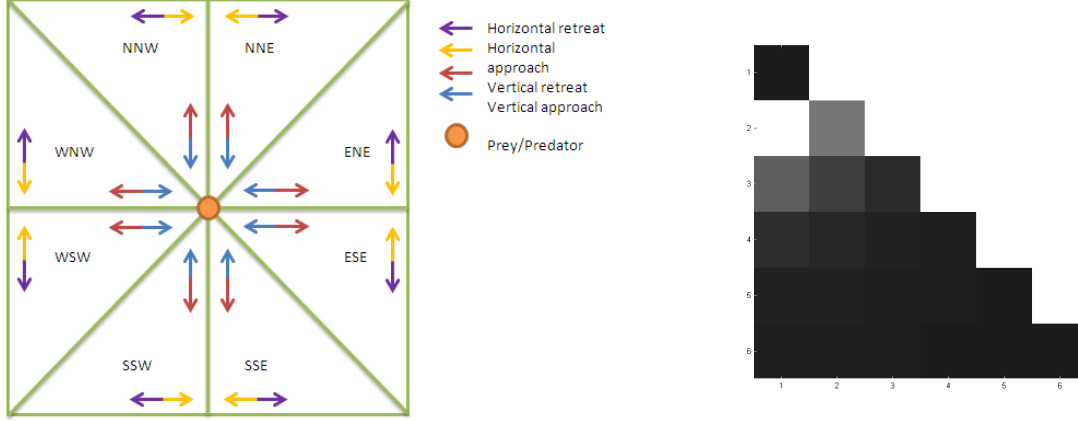 NNW
NNE
WNW
ENE
WSW
ESE
SSW
SSE
Horizontal retreat
Horizontal
approach
Vertical retreat
Vertical approach
Prey/Predator
1
2
3
4
5
6
1 2 3 4 5 6